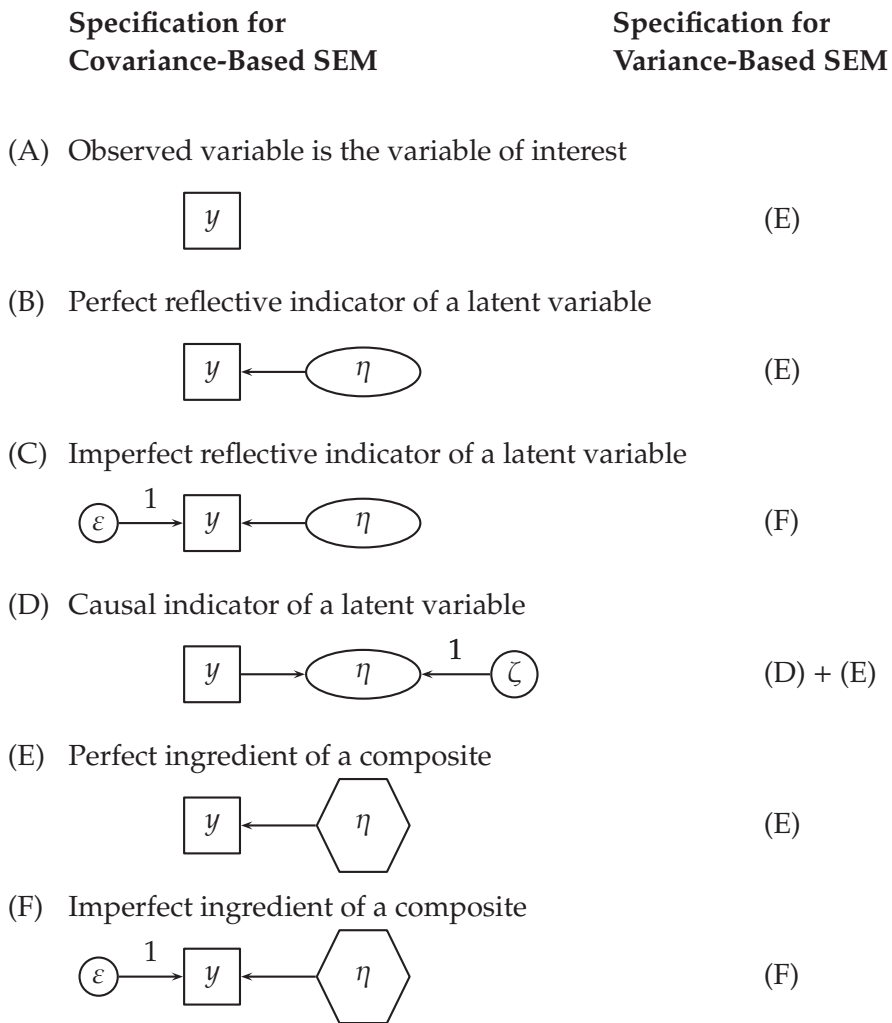 Specification for Covariance-Based SEM
Specification for Variance-Based SEM
(A) Observed variable is the variable of interest
y (E)
(B) Perfect reflective indicator of a latent variable
y η (E)
(C) Imperfect reflective indicator of a latent variable
ε 1 y η (F)
(D) Causal indicator of a latent variable
y η 1 ζ (D) + (E)
(E) Perfect ingredient of a composite
y η (E)
(F) Imperfect ingredient of a composite
ε 1 y η (F)